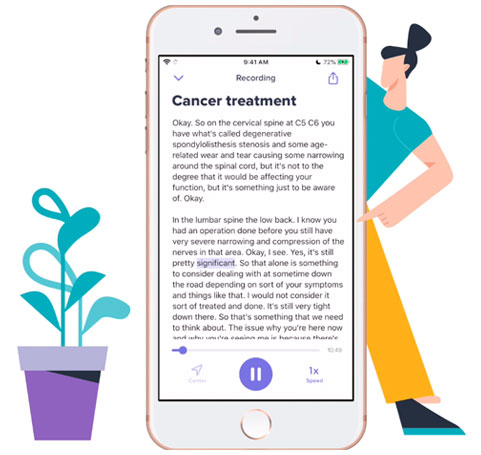 9:41 AM
72%
Recording
Cancer treatment
Okay. So on the cervical spine at C5 C6 you
have what's called degenerative
spondylolisthesis stenosis and some age-
related wear and tear causing some narrowing
around the spinal cord, but it's not to the
degree that it would be affecting your
function, but it's something just to be aware
of. Okay.
In the lumbar spine the low back. I know you
had an operation done before you still have
very severe narrowing and compression of the
nerves in that area. Okay, I see. Yes, it's still
pretty significant. So that alone is something
to consider dealing with at sometime down
the road depending on sort of your symptoms
and things like that. I would not consider it
sort of treated and done. It's still very tight
down there. So that's something that we need
to think about. The issue why you're here now
and why you're seeing me is because there's
10:49
Center
1x
Speed